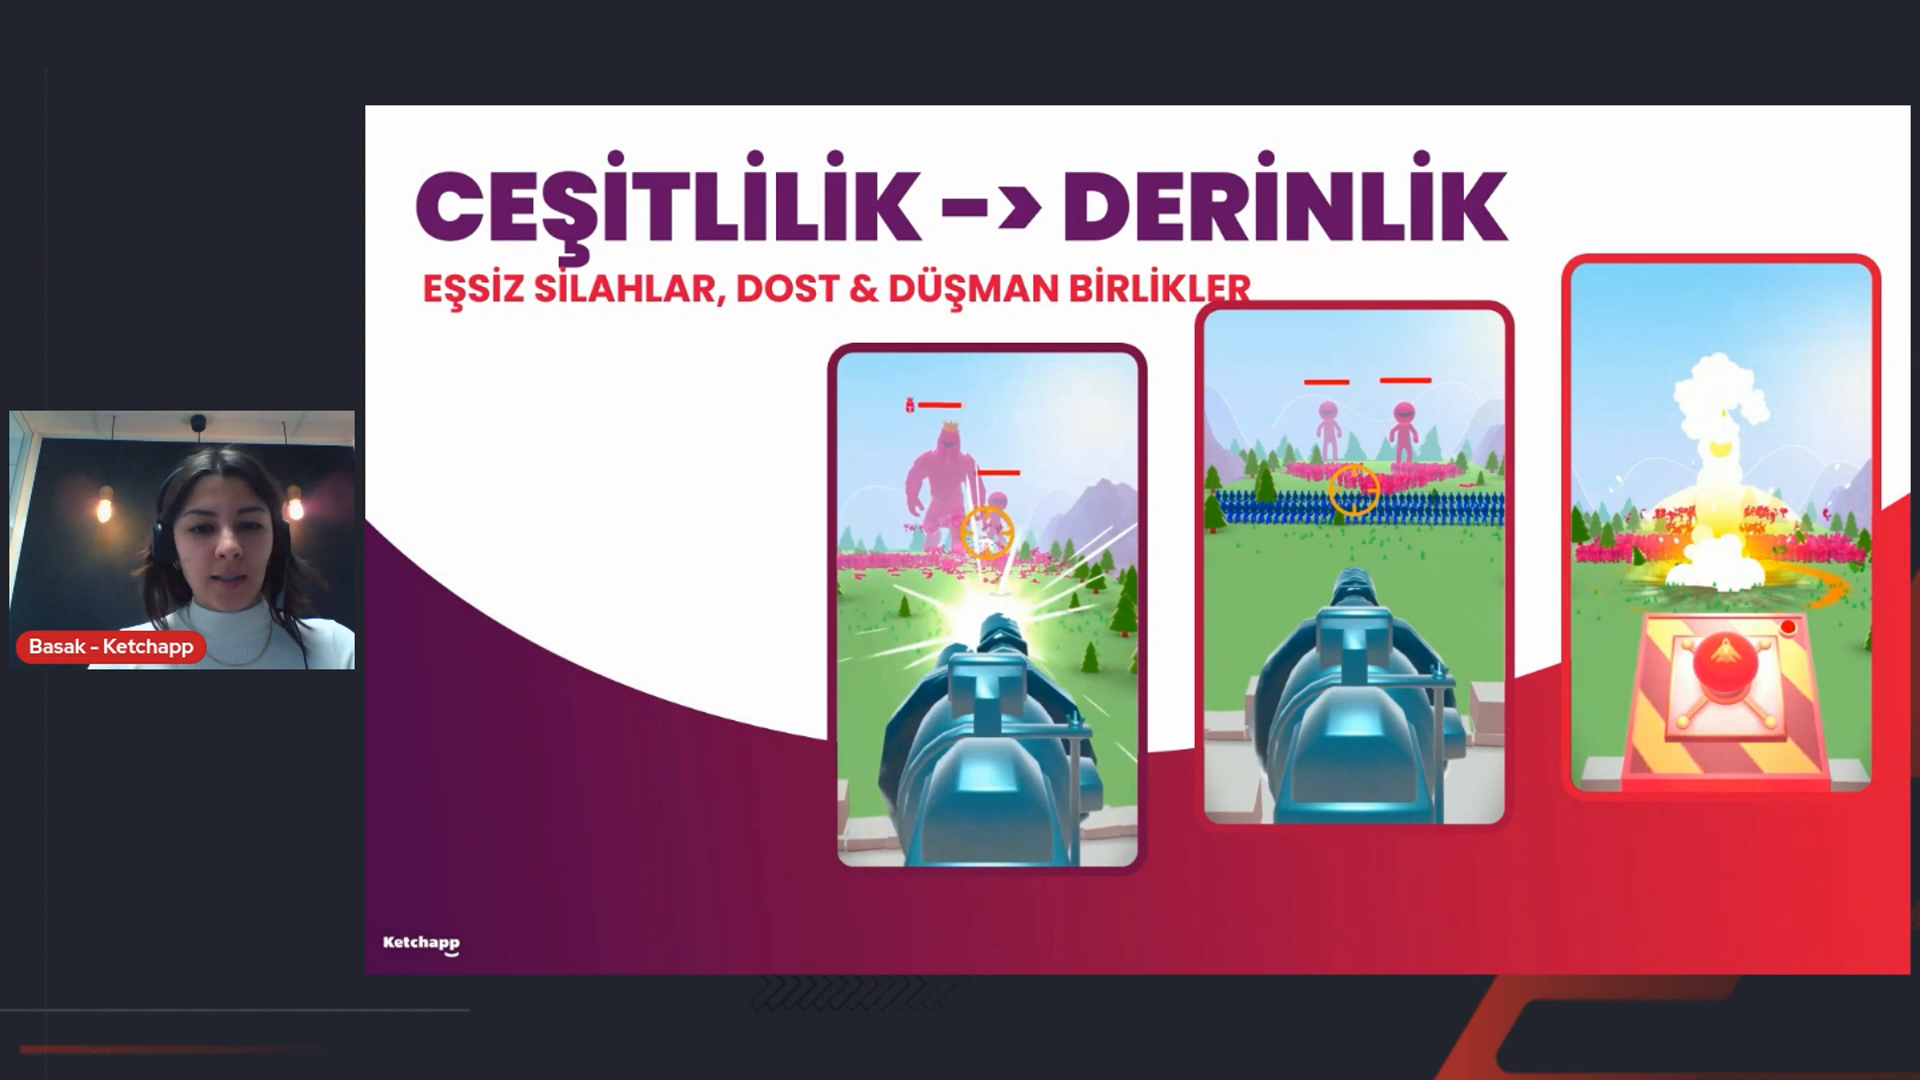 CEŞİTLİLİK -> DERİNLİK
EŞSİZ SİLAHLAR, DOST & DÜŞMAN BİRLİKLER
Basak - Ketchapp
Ketchapp